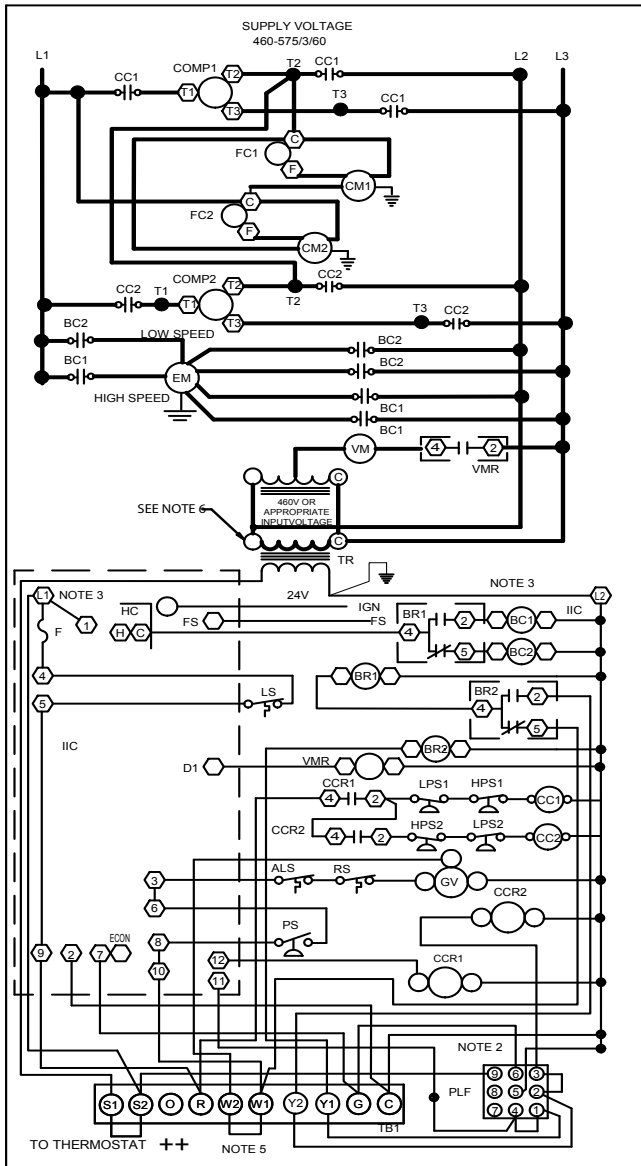 SUPPLY VOLTAGE
460-575/3/60
L1 L2 L3
CC1 COMP1 T2 T2 CC1
T1
T3 T3 CC1
C
FC1
F
CM1
C
FC2
F
CM2
COMP2 CC2
CC2 T1 T1 T2 T2
T3 T3 CC2
BC2
LOW SPEED
BC2
BC1 EM BC2
HIGH SPEED
BC1
BC1
VM 4 2
VMR
C
460V OR
APPROPRIATE
INPUTVOLTAGE
SEE NOTE 6
C
TR
24V
L1 NOTE 3 NOTE 3 L2
1 HC IGN BR1 2 BC1 IIC
F H C FS FS 4
5 BC2
4 BR1
5 LS BR2 2
4
5
IIC
BR2
D1 VMR
CCR1 4 2 LPS1 HPS1 CC1
CCR2 4 2 HPS2 LPS2 CC2
3 ALS RS GV
CCR2
6
PS
9 2 7 ECON 8
12 CCR1
10
11
NOTE 2
9 6 3
PLF 8 5 2
7 4 1
S1 S2 O R W2 W1 Y2 Y1 G C
TB1
TO THERMOSTAT ++ NOTE 5